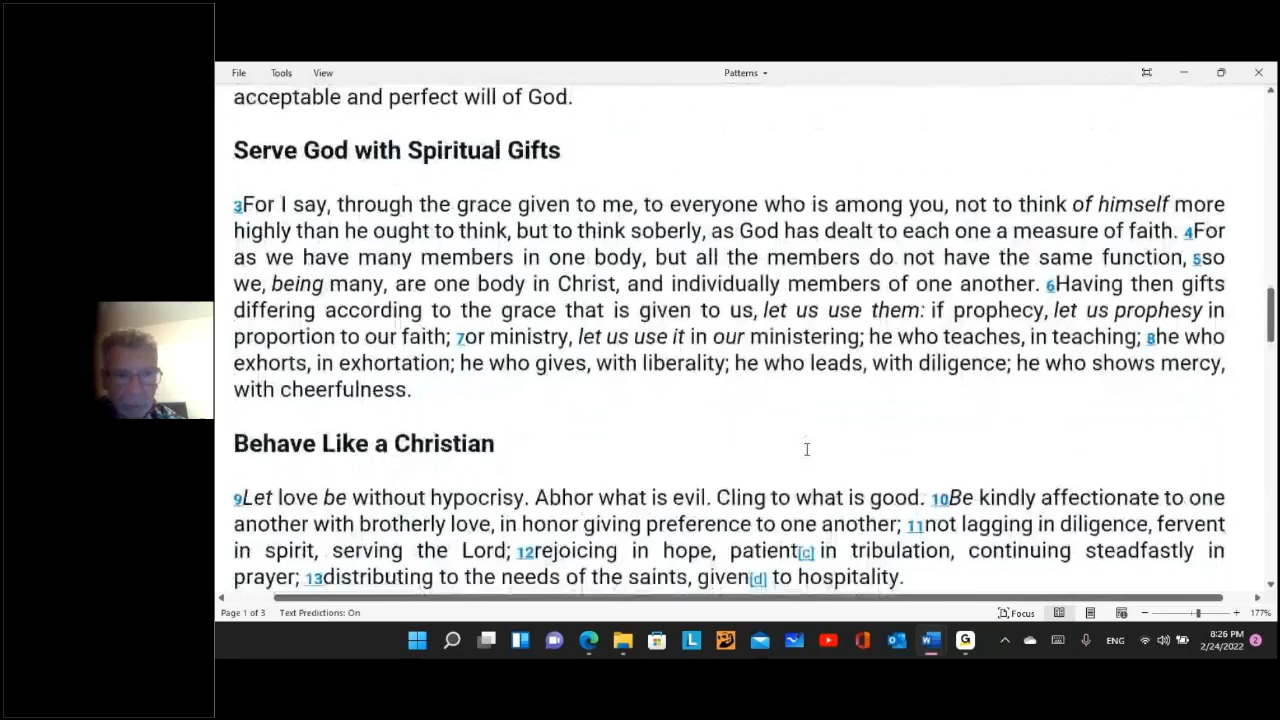 File Tools View Patterns
acceptable and perfect will of God.
Serve God with Spiritual Gifts
3For I say, through the grace given to me, to everyone who is among you, not to think of himself more
highly than he ought to think, but to think soberly, as God has dealt to each one a measure of faith. 4For
as we have many members in one body, but all the members do not have the same function, 5so
we, being many, are one body in Christ, and individually members of one another. 6Having then gifts
differing according to the grace that is given to us, let us use them: if prophecy, let us prophesy in
proportion to our faith; 7or ministry, let us use it in our ministering; he who teaches, in teaching; 8he who
exhorts, in exhortation; he who gives, with liberality; he who leads, with diligence; he who shows mercy,
with cheerfulness.
Behave Like a Christian
9Let love be without hypocrisy. Abhor what is evil. Cling to what is good. 10Be kindly affectionate to one
another with brotherly love, in honor giving preference to one another; 11not lagging in diligence, fervent
in spirit, serving the Lord; 12rejoicing in hope, patient[c] in tribulation, continuing steadfastly in
prayer; 13distributing to the needs of the saints, given[d] to hospitality.
Page 1 of 3 Text Predictions: On Focus 177%
L W G ENG 8:26 PM 2
2/24/2022